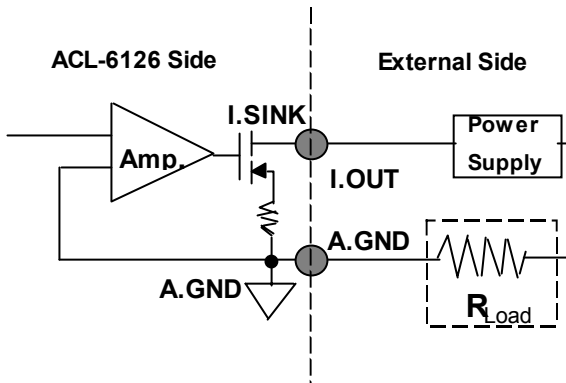 ACL-6126 Side
External Side
I.SINK
Power
Supply
Amp.
I.OUT
A.GND
A.GND
RLoad